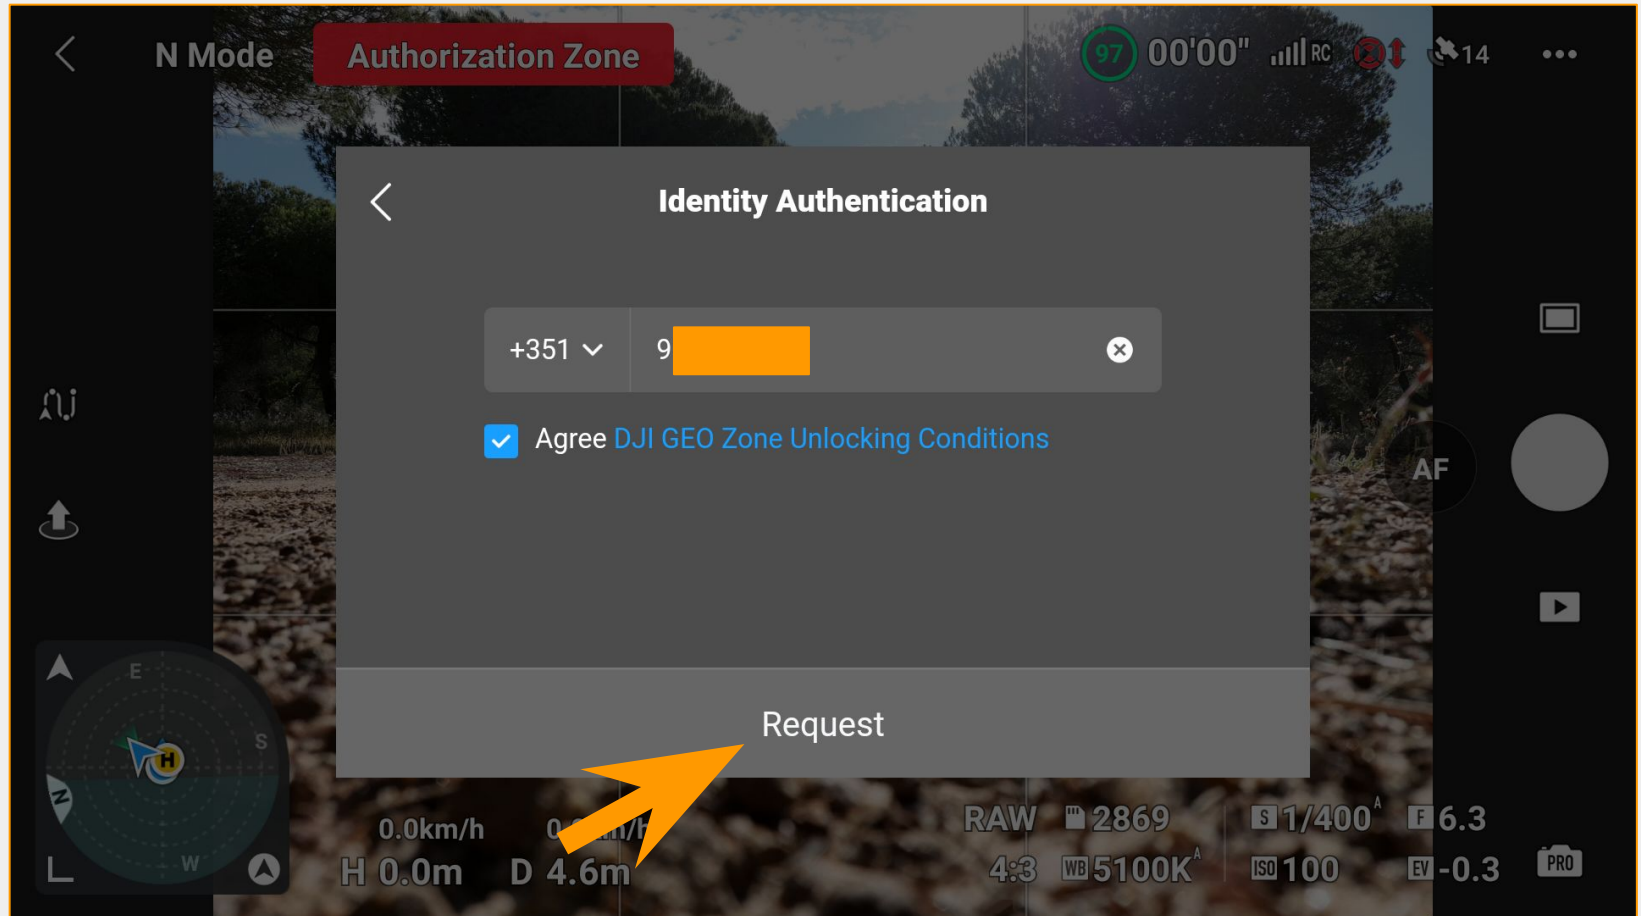 N Mode
Authorization Zone
97
00'00"
RC
14
Identity Authentication
+351
9
Agree DJI GEO Zone Unlocking Conditions
AF
Request
E
S
H
N
W
0.0km/h
H 0.0m
D 4.6m
RAW
2869
S 1/400 A
F 6.3
4:3
WB 5100K A
ISO 100
EV -0.3
PRO